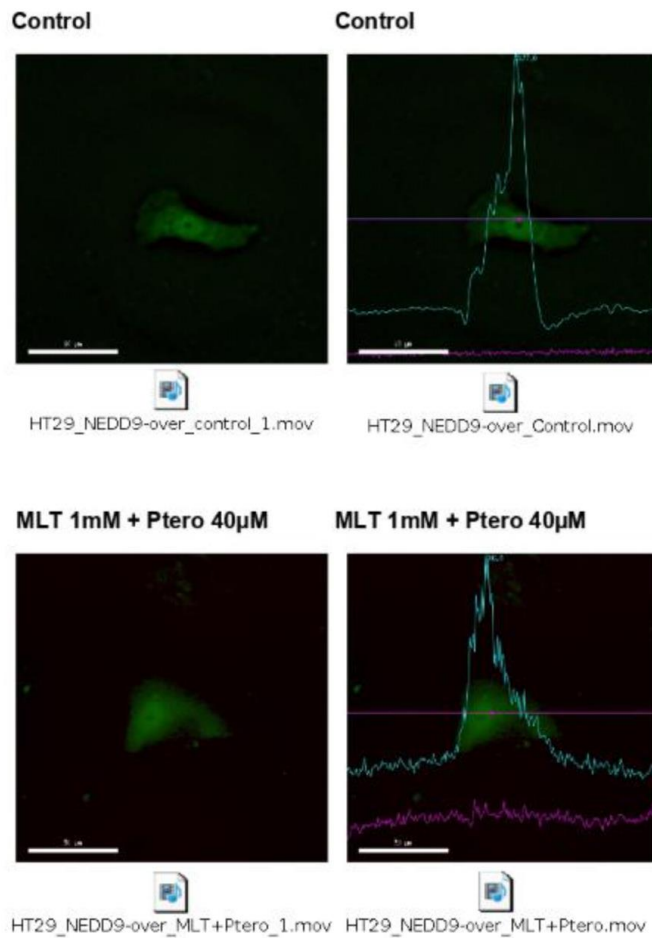 Control Control
HT29_NEDD9-over_control_1.mov HT29_NEDD9-over_Control.mov
MLT 1mM + Ptero 40µM MLT 1mM + Ptero 40µM
HT29_NEDD9-over_MLT+Ptero_1.mov HT29_NEDD9-over_MLT+Ptero.mov